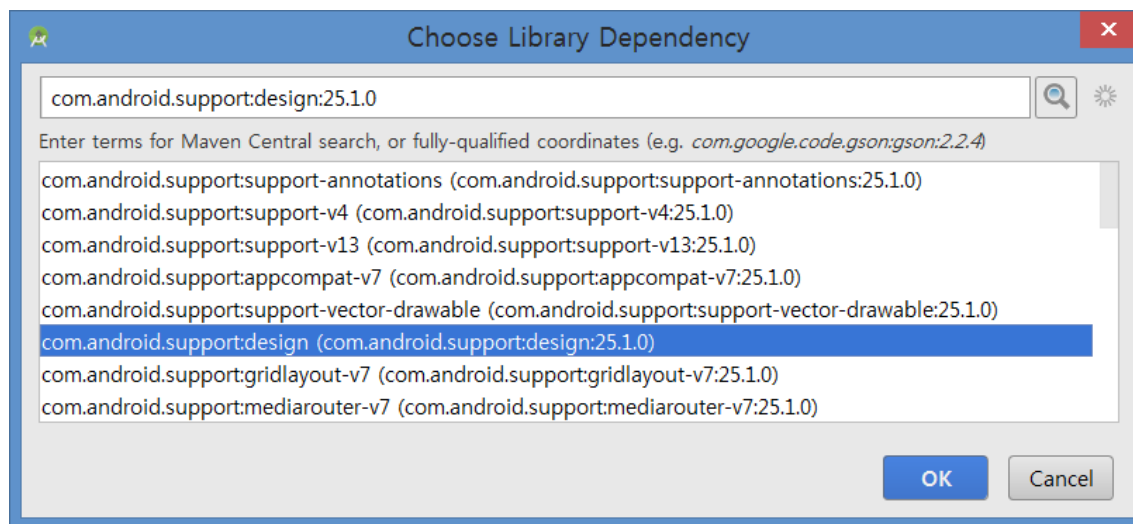 Choose Library Dependency
com.android.support:design:25.1.0
Enter terms for Maven Central search, or fully-qualified coordinates (e.g. com.google.code.gson:gson:2.2.4)
com.android.support:support-annotations (com.android.support:support-annotations:25.1.0)
com.android.support:support-v4 (com.android.support:support-v4:25.1.0)
com.android.support:support-v13 (com.android.support:support-v13:25.1.0)
com.android.support:appcompat-v7 (com.android.support:appcompat-v7:25.1.0)
com.android.support:support-vector-drawable (com.android.support:support-vector-drawable:25.1.0)
com.android.support:design (com.android.support:design:25.1.0)
com.android.support:gridlayout-v7 (com.android.support:gridlayout-v7:25.1.0)
com.android.support:mediarouter-v7 (com.android.support:mediarouter-v7:25.1.0)
OK Cancel